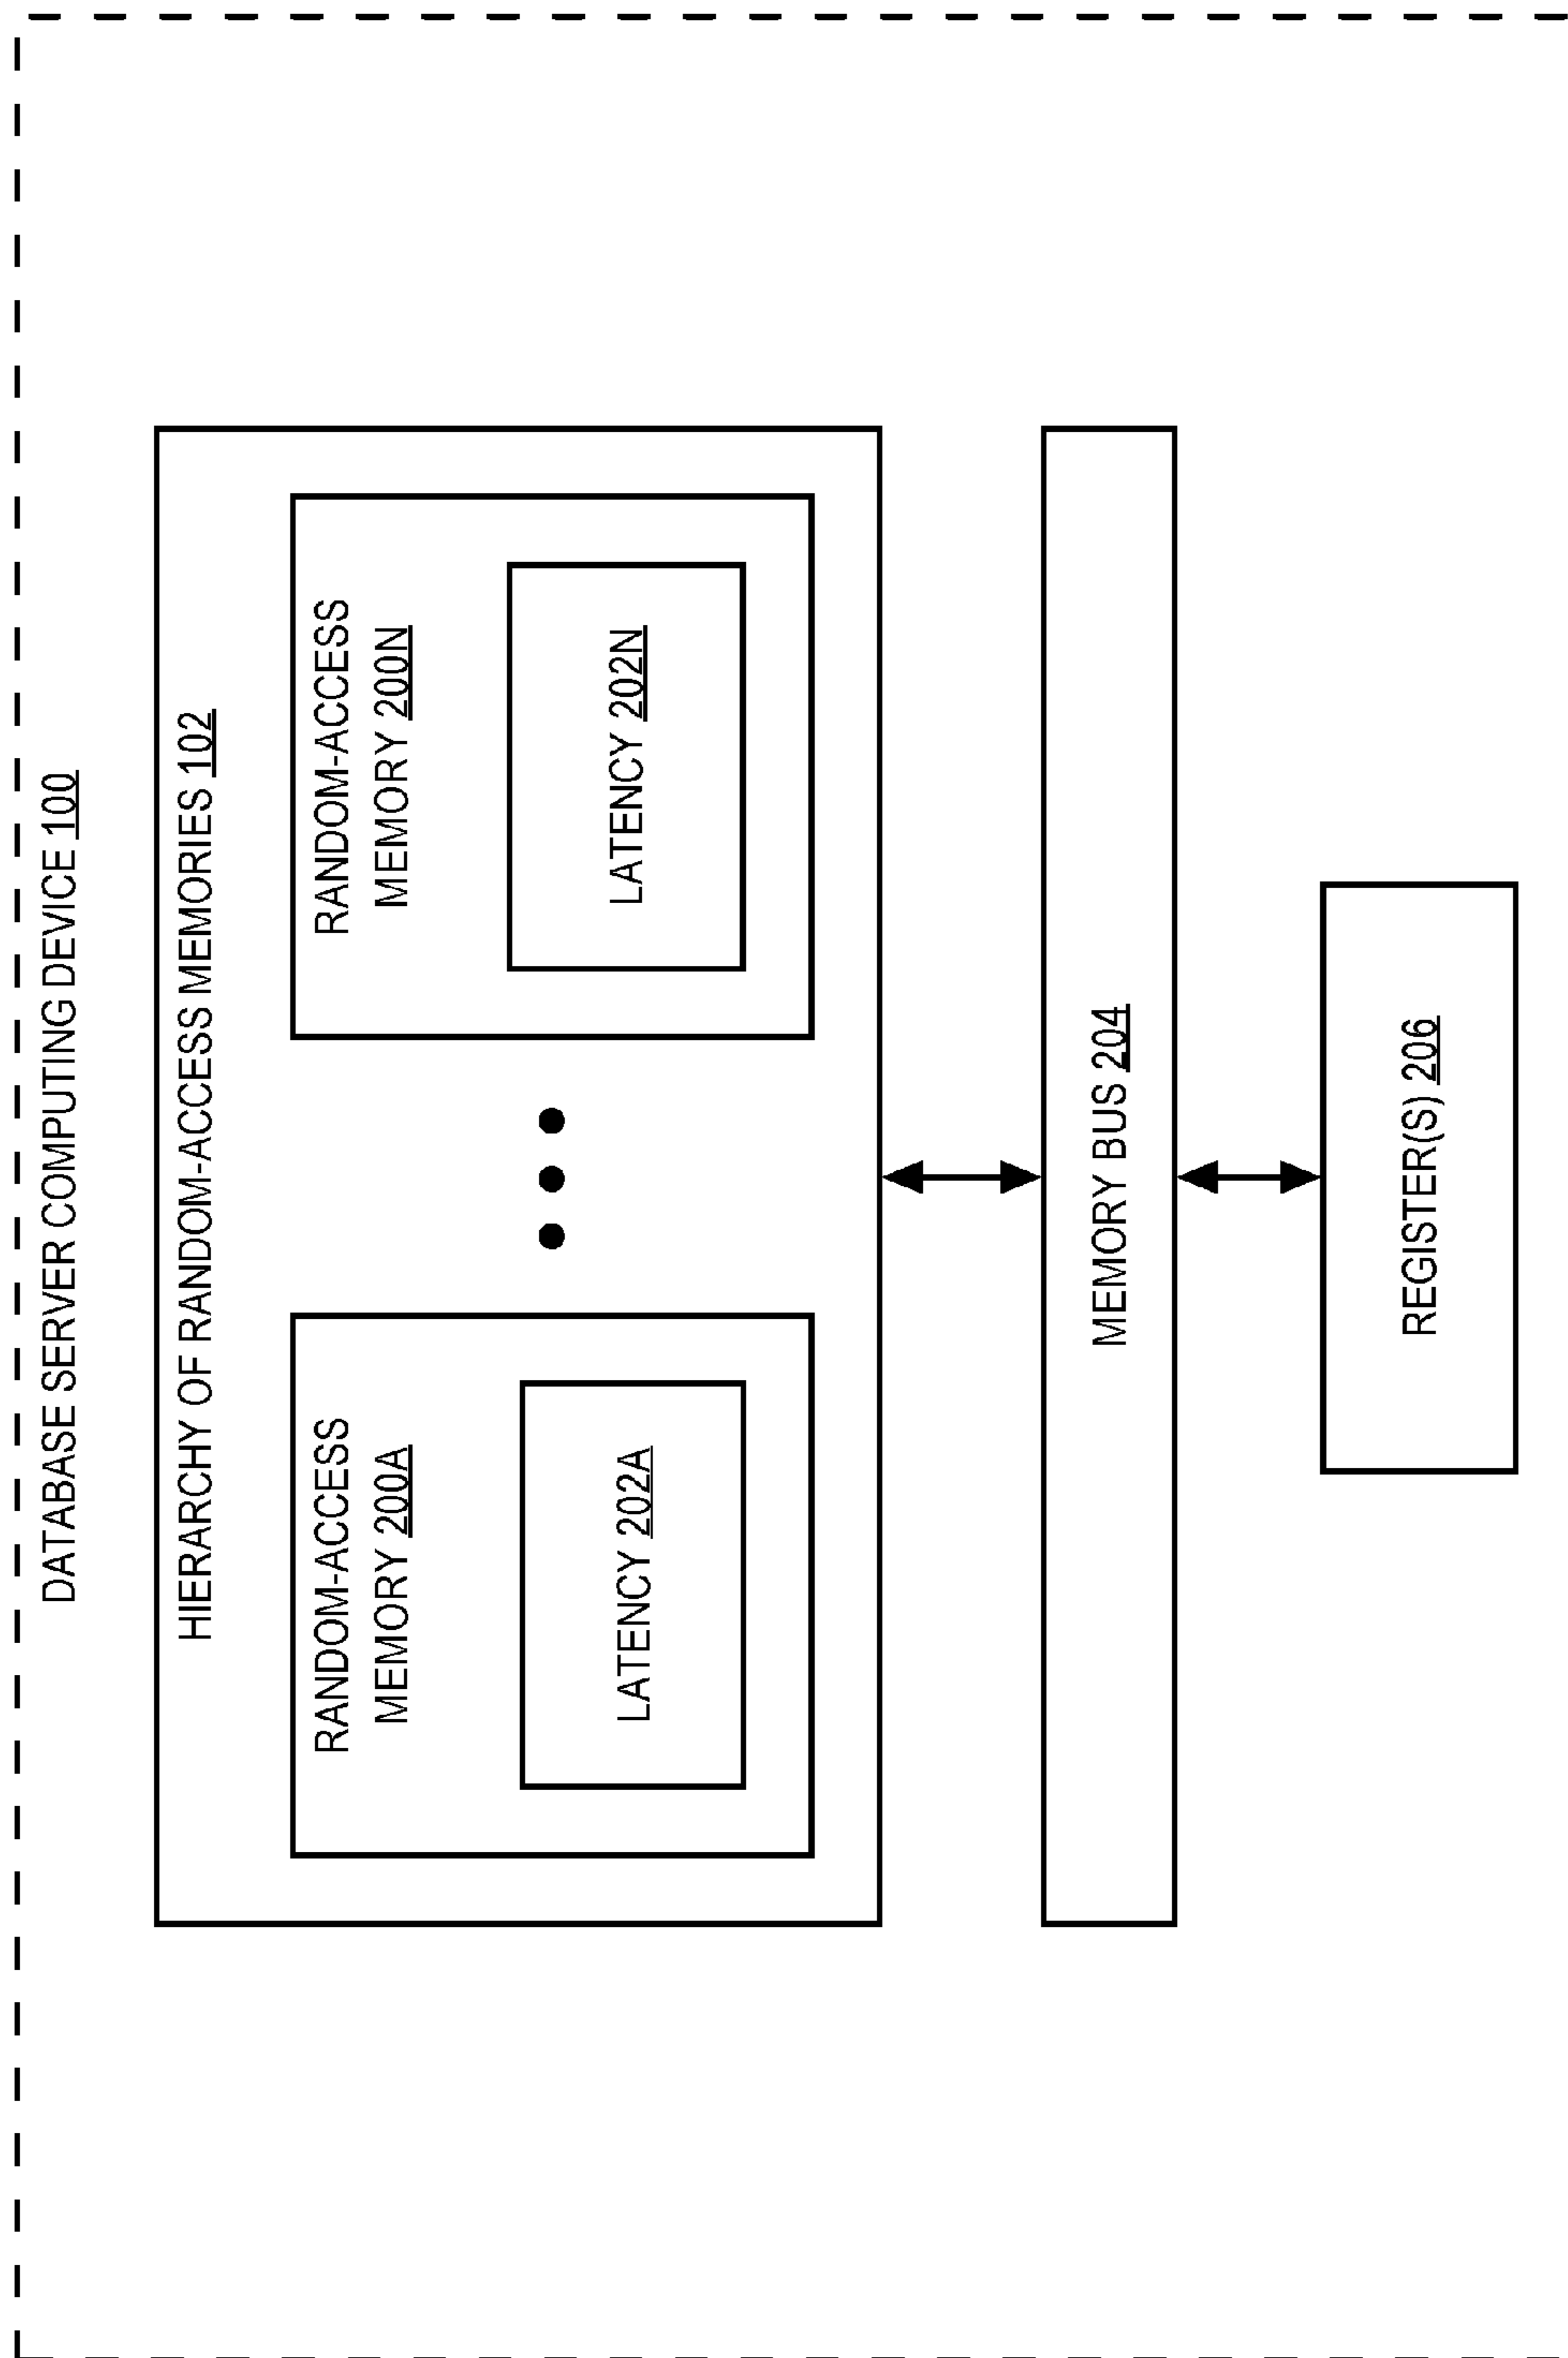 DATABASE SERVER COMPUTING DEVICE 100
HIERARCHY OF RANDOM-ACCESS MEMORIES 102
RANDOM-ACCESS
MEMORY 200A
LATENCY 202A
RANDOM-ACCESS
MEMORY 200N
LATENCY 202N
MEMORY BUS 204
REGISTER(S) 206